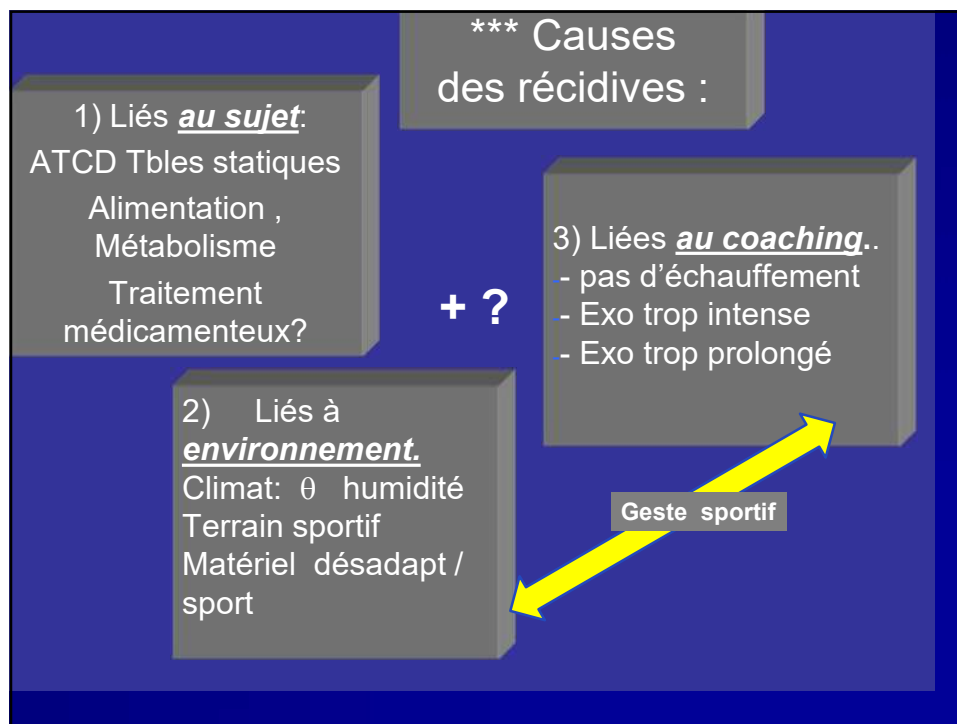 *** Causes
des récidives :
1) Liés au sujet:
ATCD Tbles statiques
Alimentation ,
Métabolisme
Traitement
médicamenteux?
+ ?
3) Liées au coaching..
- pas d’échauffement
- Exo trop intense
- Exo trop prolongé
2) Liés à
environnement.
Climat: θ humidité
Terrain sportif
Matériel désadapt /
sport
Geste sportif